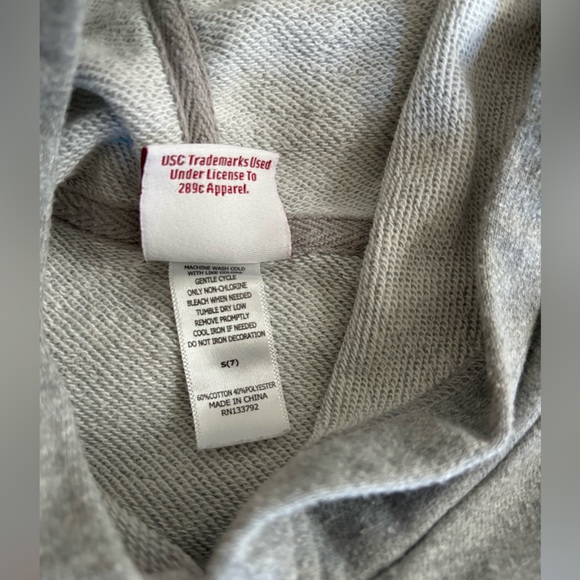 USC Trademarks Used
Under License To
289c Apparel.
MACHINE WASH COLD
WITH LIKE COLORS
GENTLE CYCLE
ONLY NON-CHLORINE
BLEACH WHEN NEEDED
TUMBLE DRY LOW
REMOVE PROMPTLY
COOL IRON IF NEEDED
DO NOT IRON DECORATION
S(7)
60%COTTON 40%POLYESTER
MADE IN CHINA
RN133792